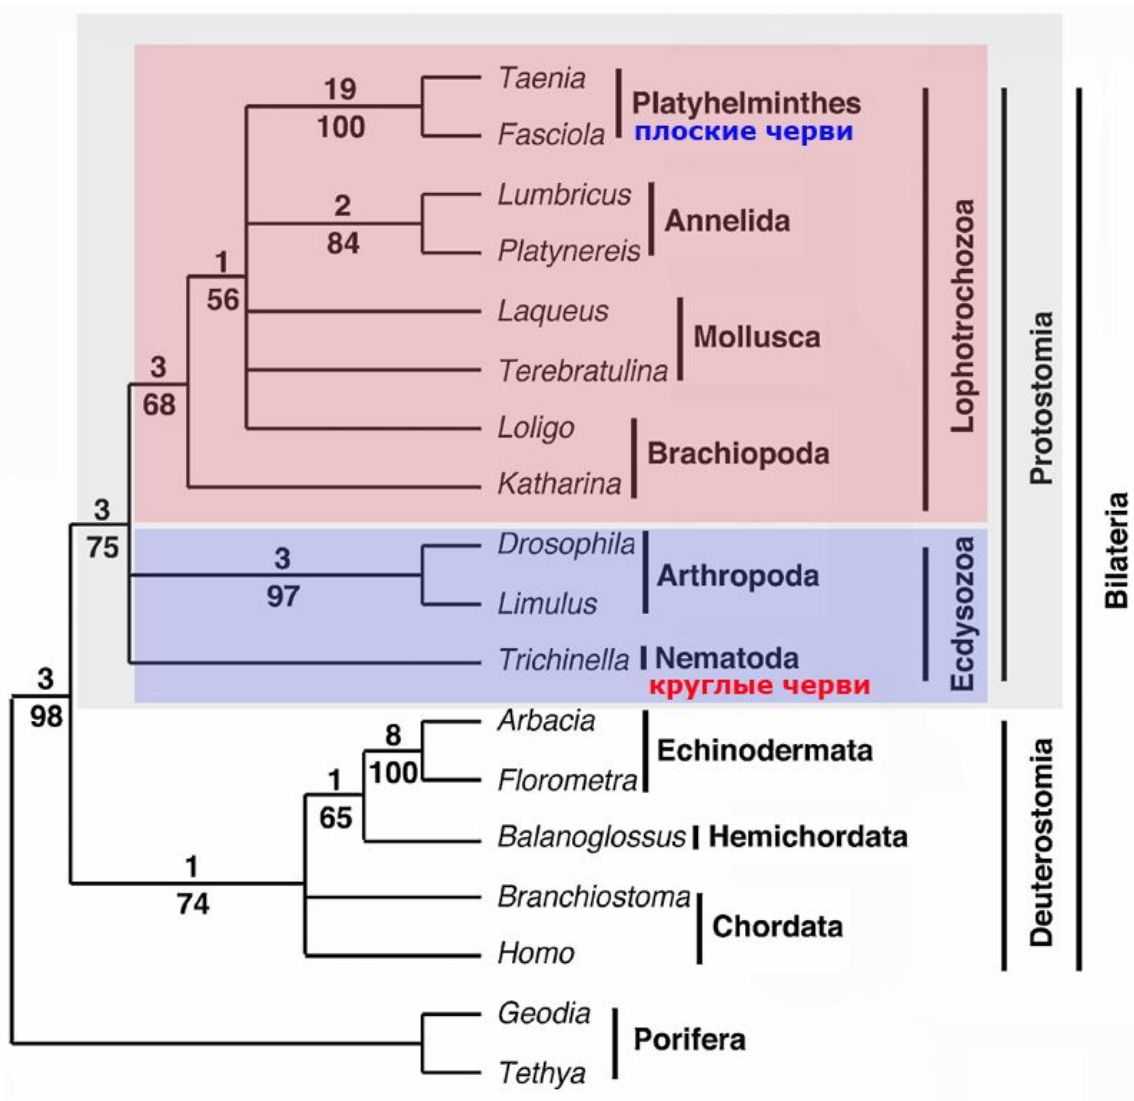 19
100
Taenia
Fasciola
Platyhelminthes
плоские черви
2
84
Lumbricus
Platynereis
Annelida
1
56
Laqueus
Terebratulina
Mollusca
3
68
Loligo
Katharina
Brachiopoda
Lophotrochozoa
3
75
3
97
Drosophila
Limulus
Arthropoda
Trichinella
Nematoda
круглые черви
Ecdysozoa
Protostomia
3
98
8
100
Arbacia
Florometra
Echinodermata
1
65
Balanoglossus
Hemichordata
1
74
Branchiostoma
Homo
Chordata
Deuterostomia
Bilateria
Geodia
Tethya
Porifera